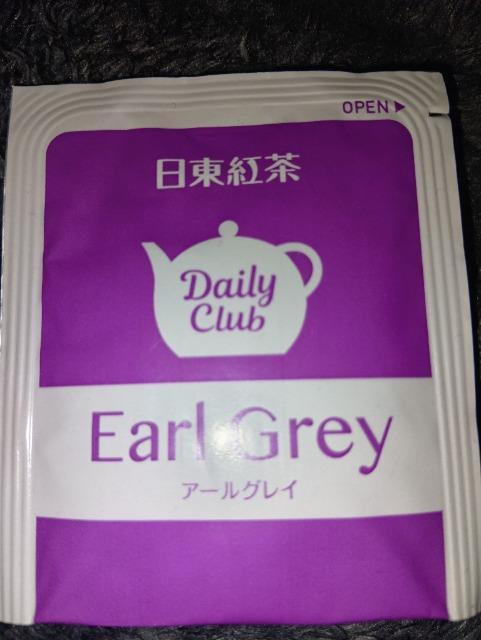 OPEN ▶
日東紅茶
Daily
Club
Earl Grey
アールグレイ